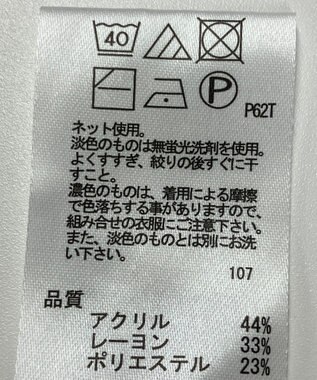 40
P
P62T
ネット使用。
淡色のものは無蛍光洗剤を使用。
よくすすぎ、絞りの後すぐに干
すこと。
濃色のものは、着用による摩擦
で色落ちする事がありますので、
組み合せの衣服にご注意下さい。
また、淡色のものとは別にお洗
い下さい。
107
品質
アクリル 44%
レーヨン 33%
ポリエステル 23%